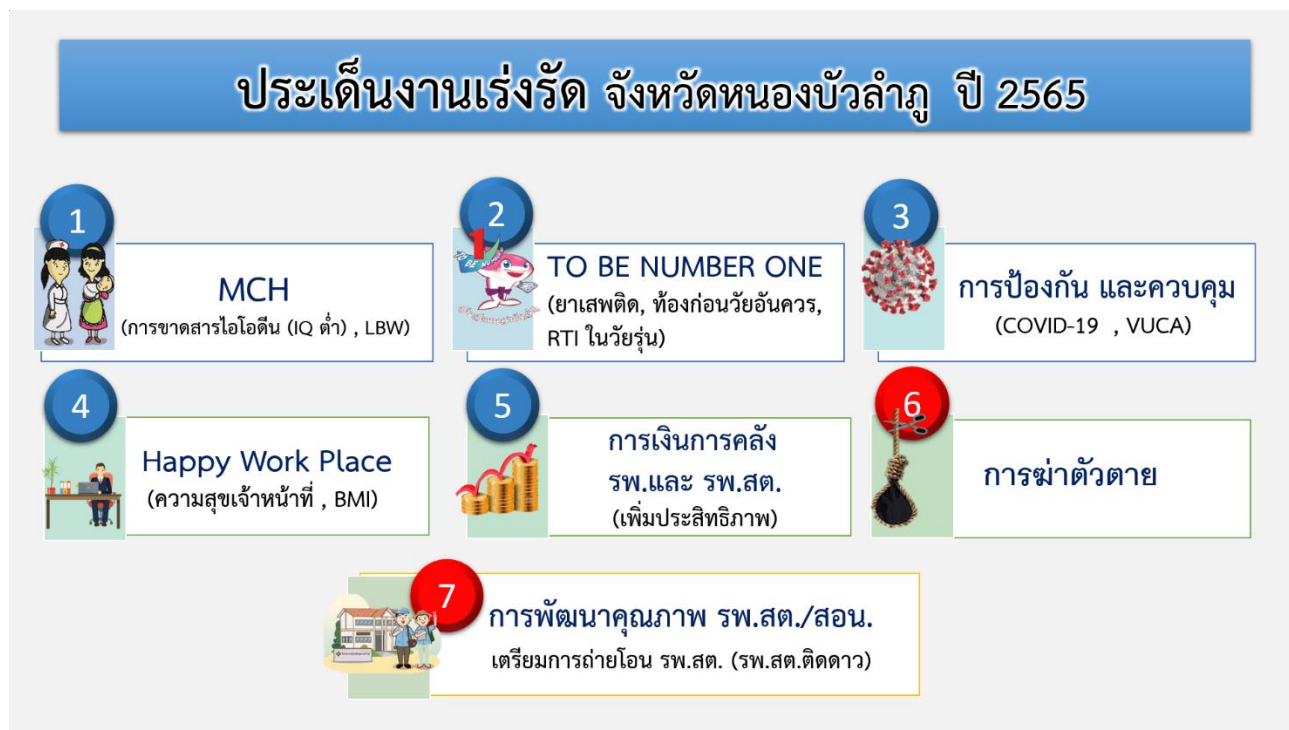 ประเด็นงานเร่งรัด จังหวัดหนองบัวลำภู ปี 2565
1
MCH
(การขาดสารไอโอดีน (IQ ต่ำ) , LBW)
2
TO BE NUMBER ONE
(ยาเสพติด, ท้องก่อนวัยอันควร,
RTI ในวัยรุ่น)
3
การป้องกัน และควบคุม
(COVID-19 , VUCA)
4
Happy Work Place
(ความสุขเจ้าหน้าที่ , BMI)
5
การเงินการคลัง
รพ.และ รพ.สต.
(เพิ่มประสิทธิภาพ)
6
การฆ่าตัวตาย
7
การพัฒนาคุณภาพ รพ.สต./สอน.
เตรียมการถ่ายโอน รพ.สต. (รพ.สต.ติดดาว)